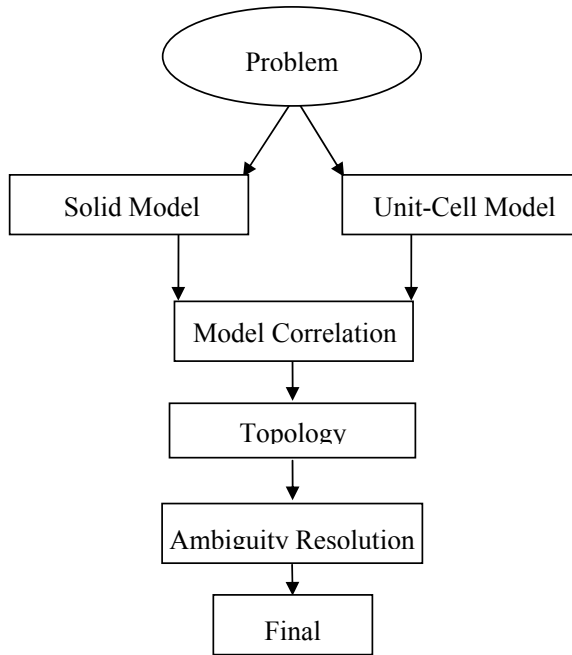 Problem
Solid Model
Unit-Cell Model
Model Correlation
Topology
Ambiguity Resolution
Final